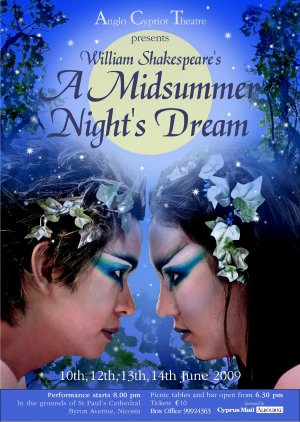 Anglo Cypriot Theatre
presents
William Shakespeare's
A Midsummer
Night's Dream
10th,12th,13th,14th June 2009
Performance starts 8.00 pm
In the grounds of St Paul's Cathedral
Byron Avenue, Nicosia
Picnic tables and bar open from 6.30 pm
Tickets €10
Box Office 99924363
Sponsored by
Cyprus Mail